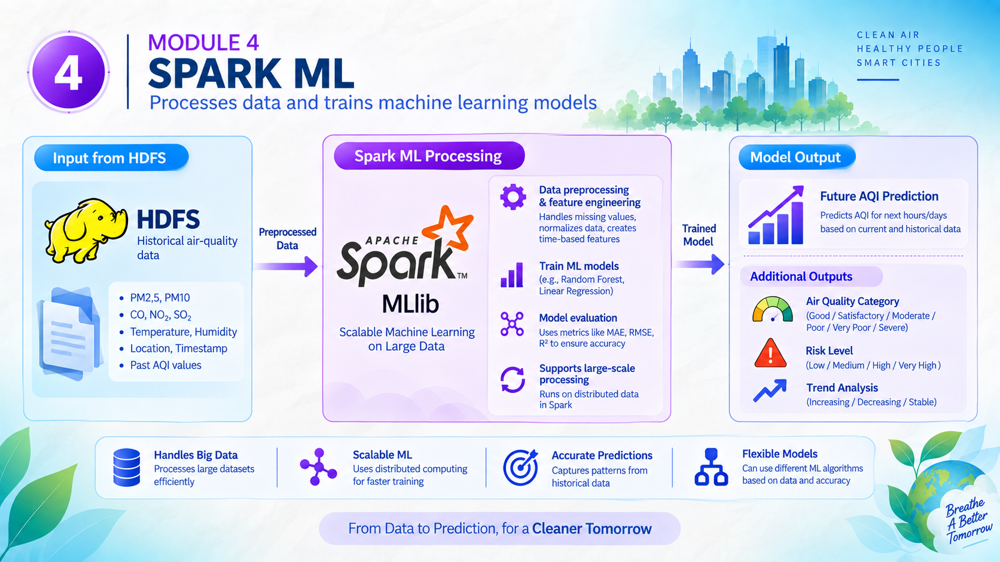 4
MODULE 4
SPARK ML
Processes data and trains machine learning models
CLEAN AIR
HEALTHY PEOPLE
SMART CITIES
Input from HDFS
HDFS
Historical air-quality
data
• PM2,5, PM10
• CO, NO₂, SO₂
• Temperature, Humidity
• Location, Timestamp
• Past AQI values
Preprocessed
Data
Spark ML Processing
APACHE
Spark™
MLlib
Scalable Machine Learning
on Large Data
Data preprocessing
& feature engineering
Handles missing values,
normalizes data, creates
time-based features
Train ML models
(e.g., Random Forest,
Linear Regression)
Model evaluation
Uses metrics like MAE, RMSE,
R² to ensure accuracy
Supports large-scale
processing
Runs on distributed data
in Spark
Trained
Model
Model Output
Future AQI Prediction
Predicts AQI for next hours/days
based on current and historical data
Additional Outputs
Air Quality Category
(Good / Satisfactory / Moderate /
Poor / Very Poor / Severe)
Risk Level
(Low / Medium / High / Very High )
Trend Analysis
(Increasing / Decreasing / Stable)
Handles Big Data
Processes large datasets
efficiently
Scalable ML
Uses distributed computing
for faster training
Accurate Predictions
Captures patterns from
historical data
Flexible Models
Can use different ML algorithms
based on data and accuracy
From Data to Prediction, for a Cleaner Tomorrow
Breathe
A Better
Tomorrow